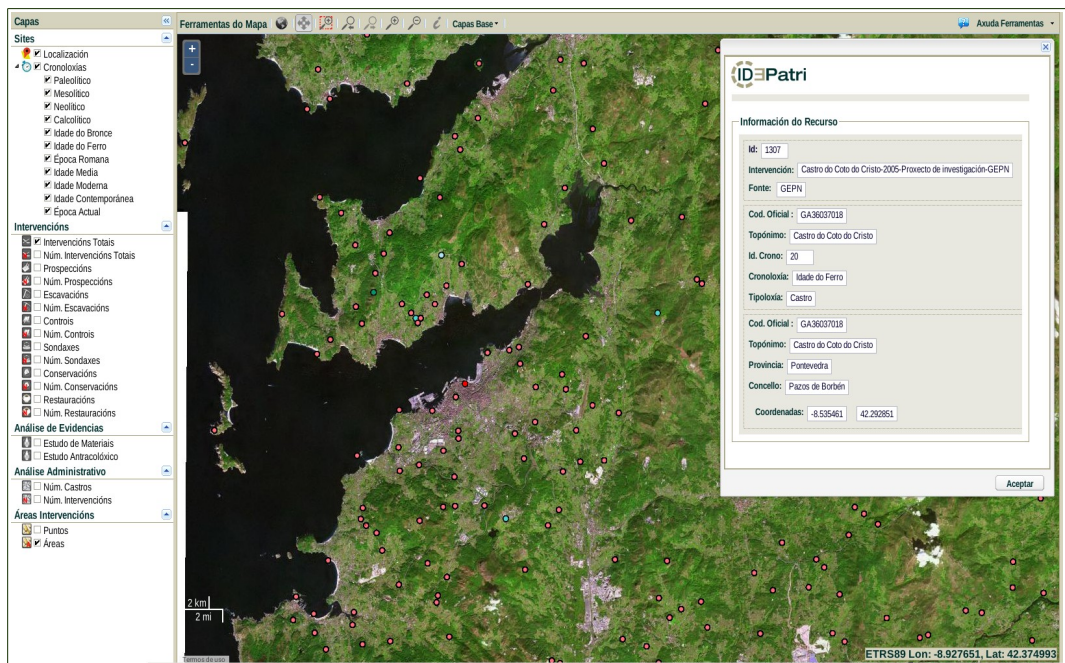 Capas
Ferramentas do Mapa
Capas Base
Axuda Ferramentas
Sites
Localización
Cronoloxías
Paleolítico
Mesolítico
Neolítico
Calcolítico
Idade do Bronce
Idade do Ferro
Época Romana
Idade Media
Idade Moderna
Idade Contemporánea
Época Actual
Intervencións
Intervencións Totais
Núm. Intervencións Totais
Prospeccións
Núm. Prospeccións
Escavacións
Núm. Escavacións
Controis
Núm. Controis
Sondaxes
Núm. Sondaxes
Conservacións
Núm. Conservacións
Restauracións
Núm. Restauracións
Análise de Evidencias
Estudo de Materiais
Estudo Antracolóxico
Análise Administrativo
Núm. Castros
Núm. Intervencións
Áreas Intervencións
Puntos
Áreas
+
-
2 km
2 mi
Termos de uso
IDEPatri
Información do Recurso
Id: 1307
Intervención: Castro do Coto do Cristo-2005-Proxecto de investigación-GEPN
Fonte: GEPN
Cod. Oficial : GA36037018
Topónimo: Castro do Coto do Cristo
Id. Crono: 20
Cronoloxía: Idade do Ferro
Tipoloxía: Castro
Cod. Oficial : GA36037018
Topónimo: Castro do Coto do Cristo
Provincia: Pontevedra
Concello: Pazos de Borbén
Coordenadas: -8.535461 42.292851
Aceptar
ETRS89 Lon: -8.927651, Lat: 42.374993